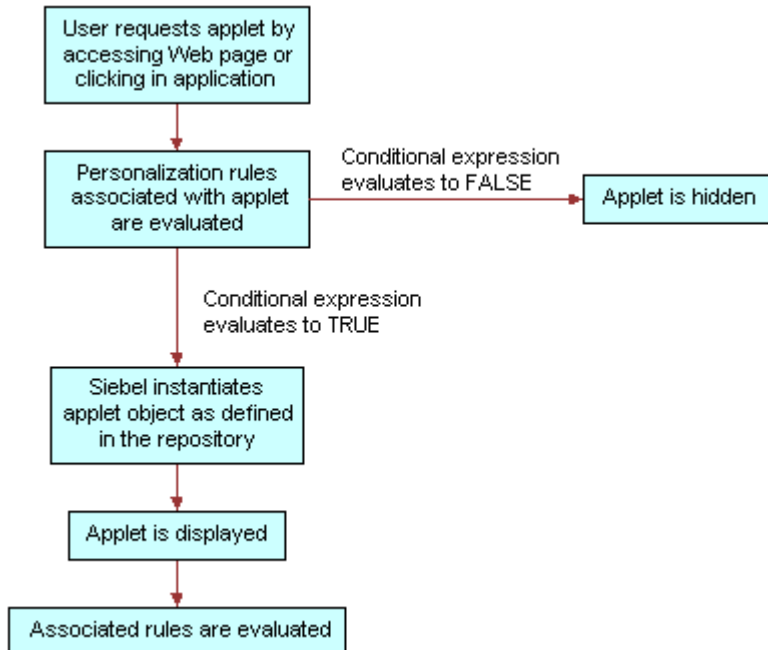 User requests applet by
accessing Web page or
clicking in application
Conditional expression
evaluates to FALSE
Personalization rules
associated with applet
are evaluated
Applet is hidden
Conditional expression
evaluates to TRUE
Siebel instantiates
applet object as defined
in the repository
Applet is displayed
Associated rules are evaluated